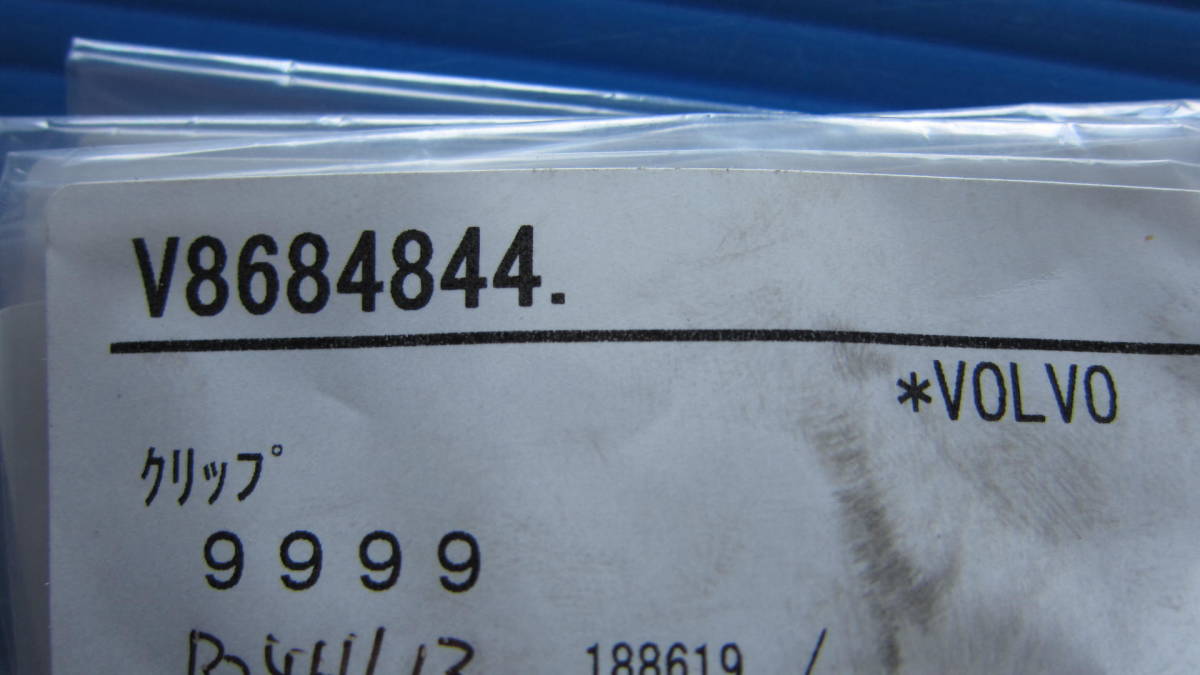 V8684844.
*VOLVO
ｸﾘｯﾌﾟ
９９９９
188619 /